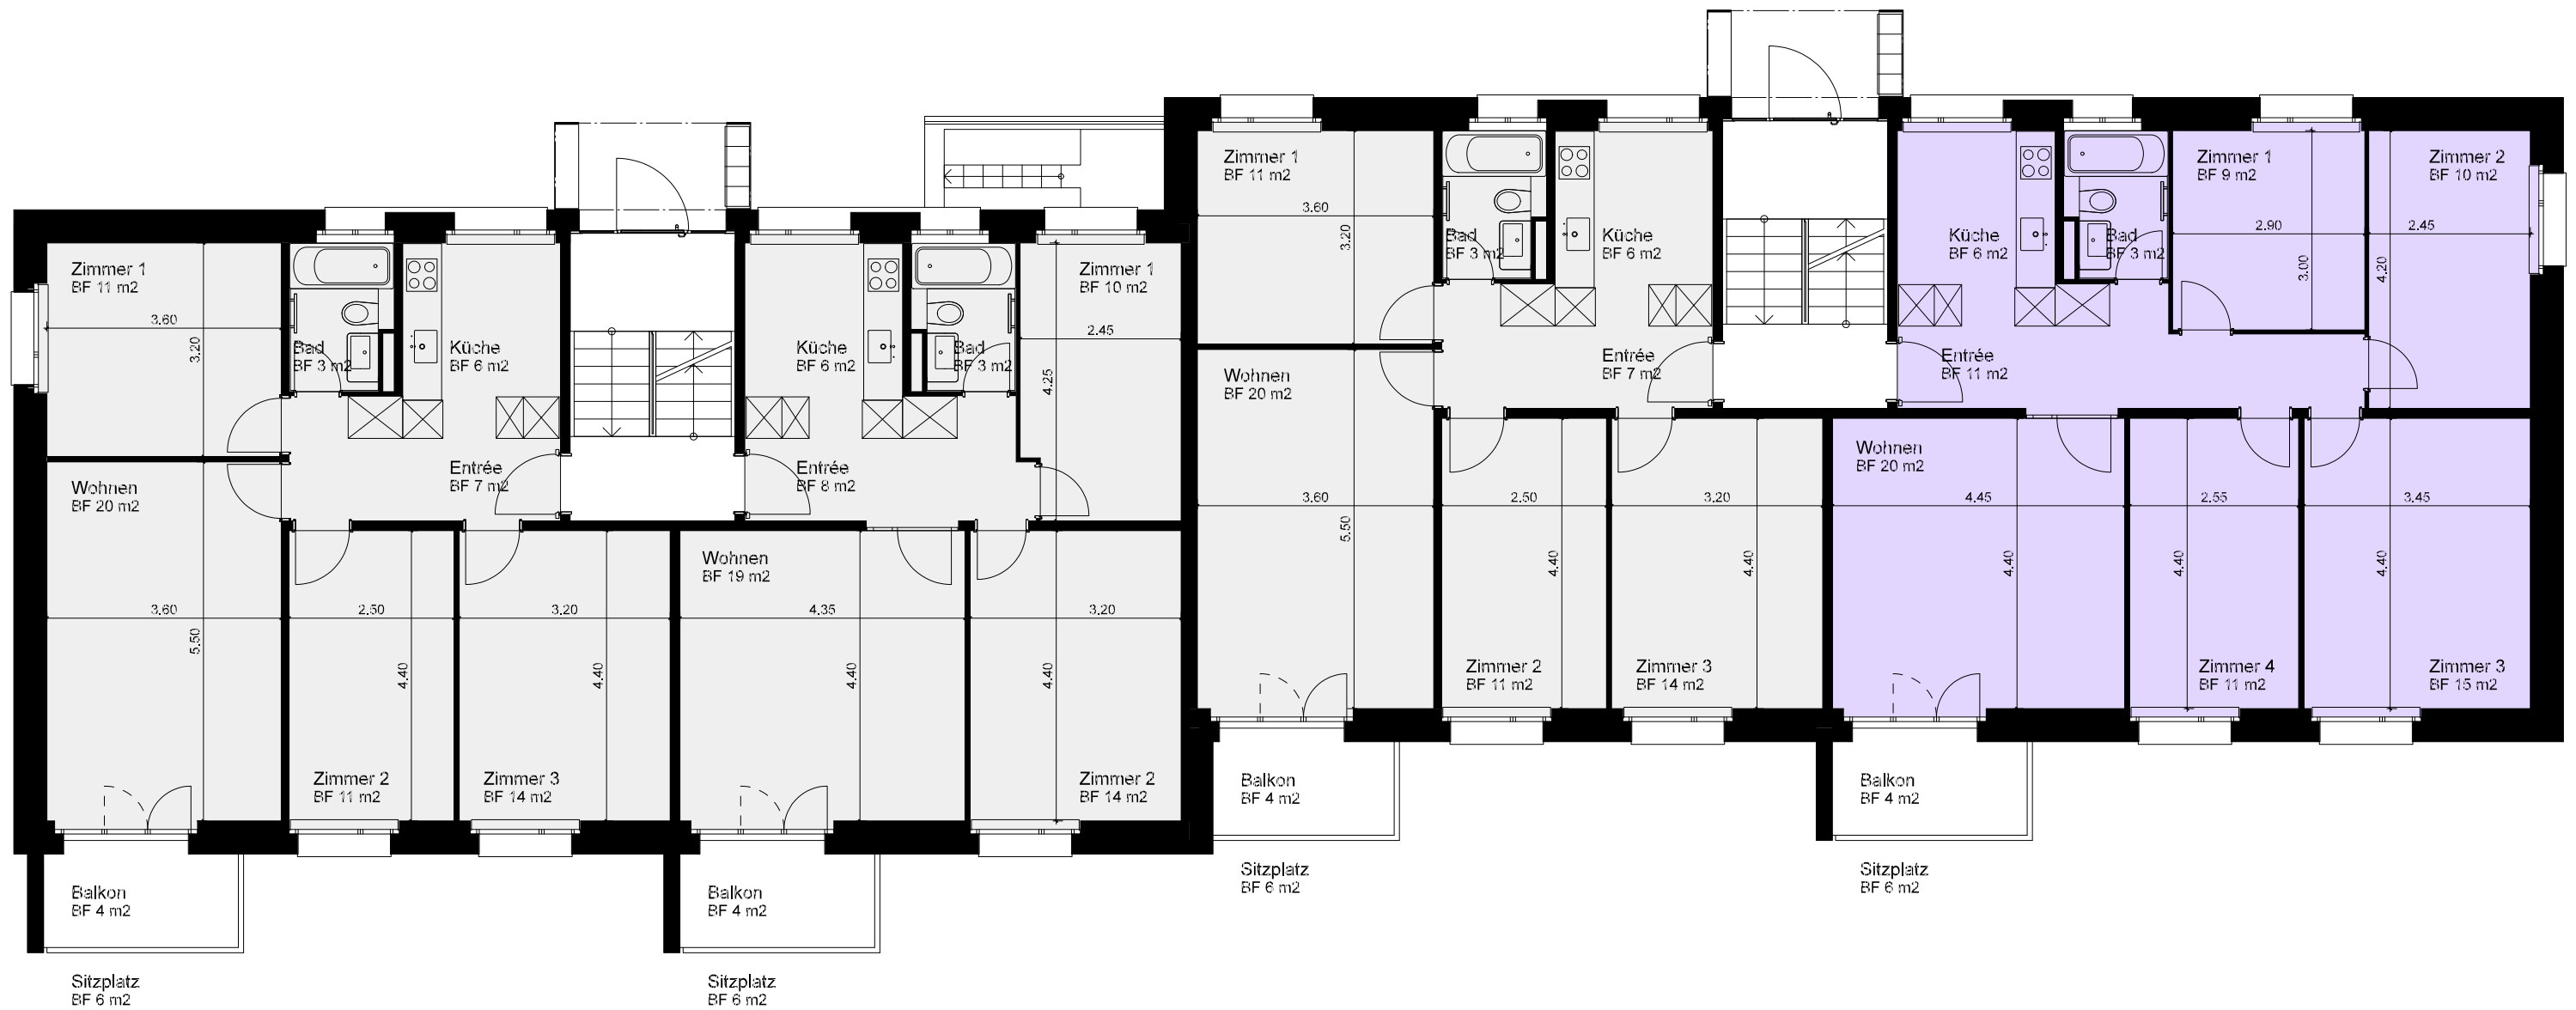 Zimmer 1
BF 11 m2
3.60
3.20
Bad
BF 3 m2
Küche
BF 6 m2
Entrée
BF 7 m2
Wohnen
BF 20 m2
3.60
5.50
2.50
4.40
Zimmer 2
BF 11 m2
3.20
4.40
Zimmer 3
BF 14 m2
Balkon
BF 4 m2
Sitzplatz
BF 6 m2
Küche
BF 6 m2
Bad
BF 3 m2
Zimmer 1
BF 10 m2
2.45
4.25
Entrée
BF 8 m2
Wohnen
BF 19 m2
4.35
4.40
3.20
4.40
Zimmer 2
BF 14 m2
Balkon
BF 4 m2
Sitzplatz
BF 6 m2
Zimmer 1
BF 11 m2
3.60
3.20
Bad
BF 3 m2
Küche
BF 6 m2
Entrée
BF 7 m2
Wohnen
BF 20 m2
3.60
5.50
2.50
4.40
Zimmer 2
BF 11 m2
3.20
4.40
Zimmer 3
BF 14 m2
Balkon
BF 4 m2
Sitzplatz
BF 6 m2
Küche
BF 6 m2
Bad
BF 3 m2
Zimmer 1
BF 9 m2
2.90
3.00
Zimmer 2
BF 10 m2
2.45
4.20
Entrée
BF 11 m2
Wohnen
BF 20 m2
4.45
4.40
2.55
4.40
Zimmer 4
BF 11 m2
3.45
4.40
Zimmer 3
BF 15 m2
Balkon
BF 4 m2
Sitzplatz
BF 6 m2